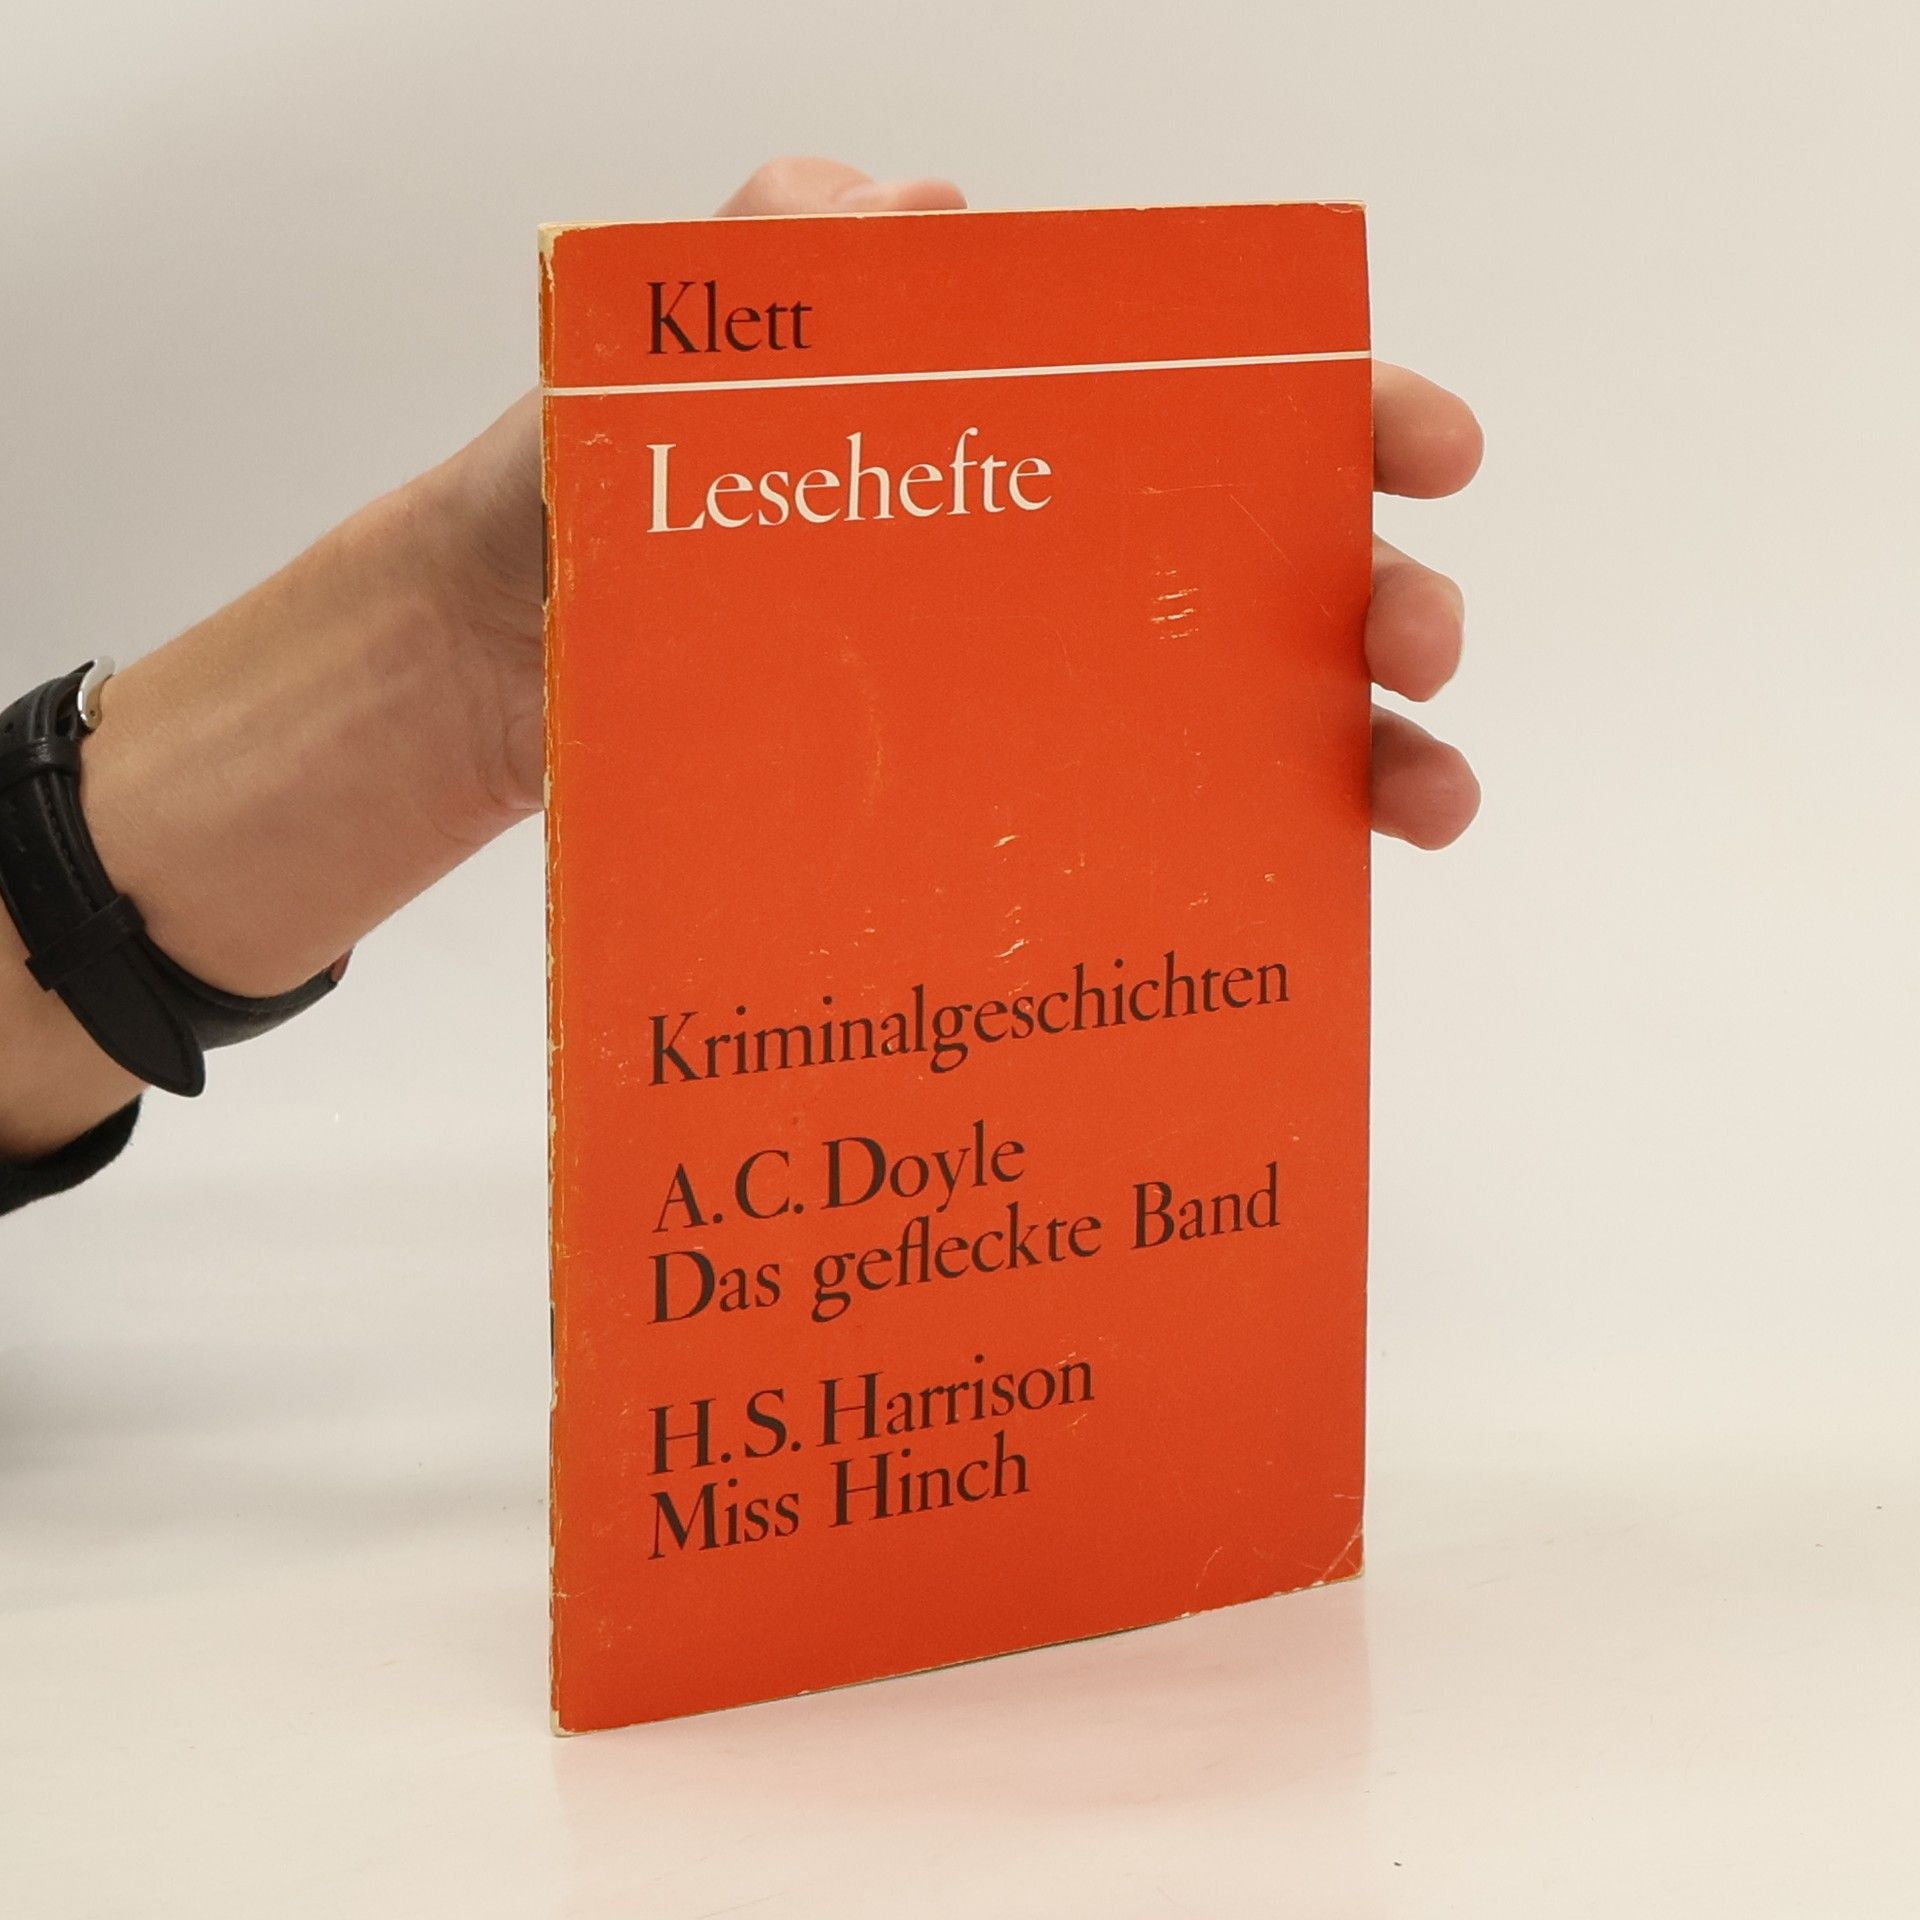 Klett
Lesehefte
Kriminalgeschichten
A. C. Doyle
Das gefleckte Band
H. S. Harrison
Miss Hinch